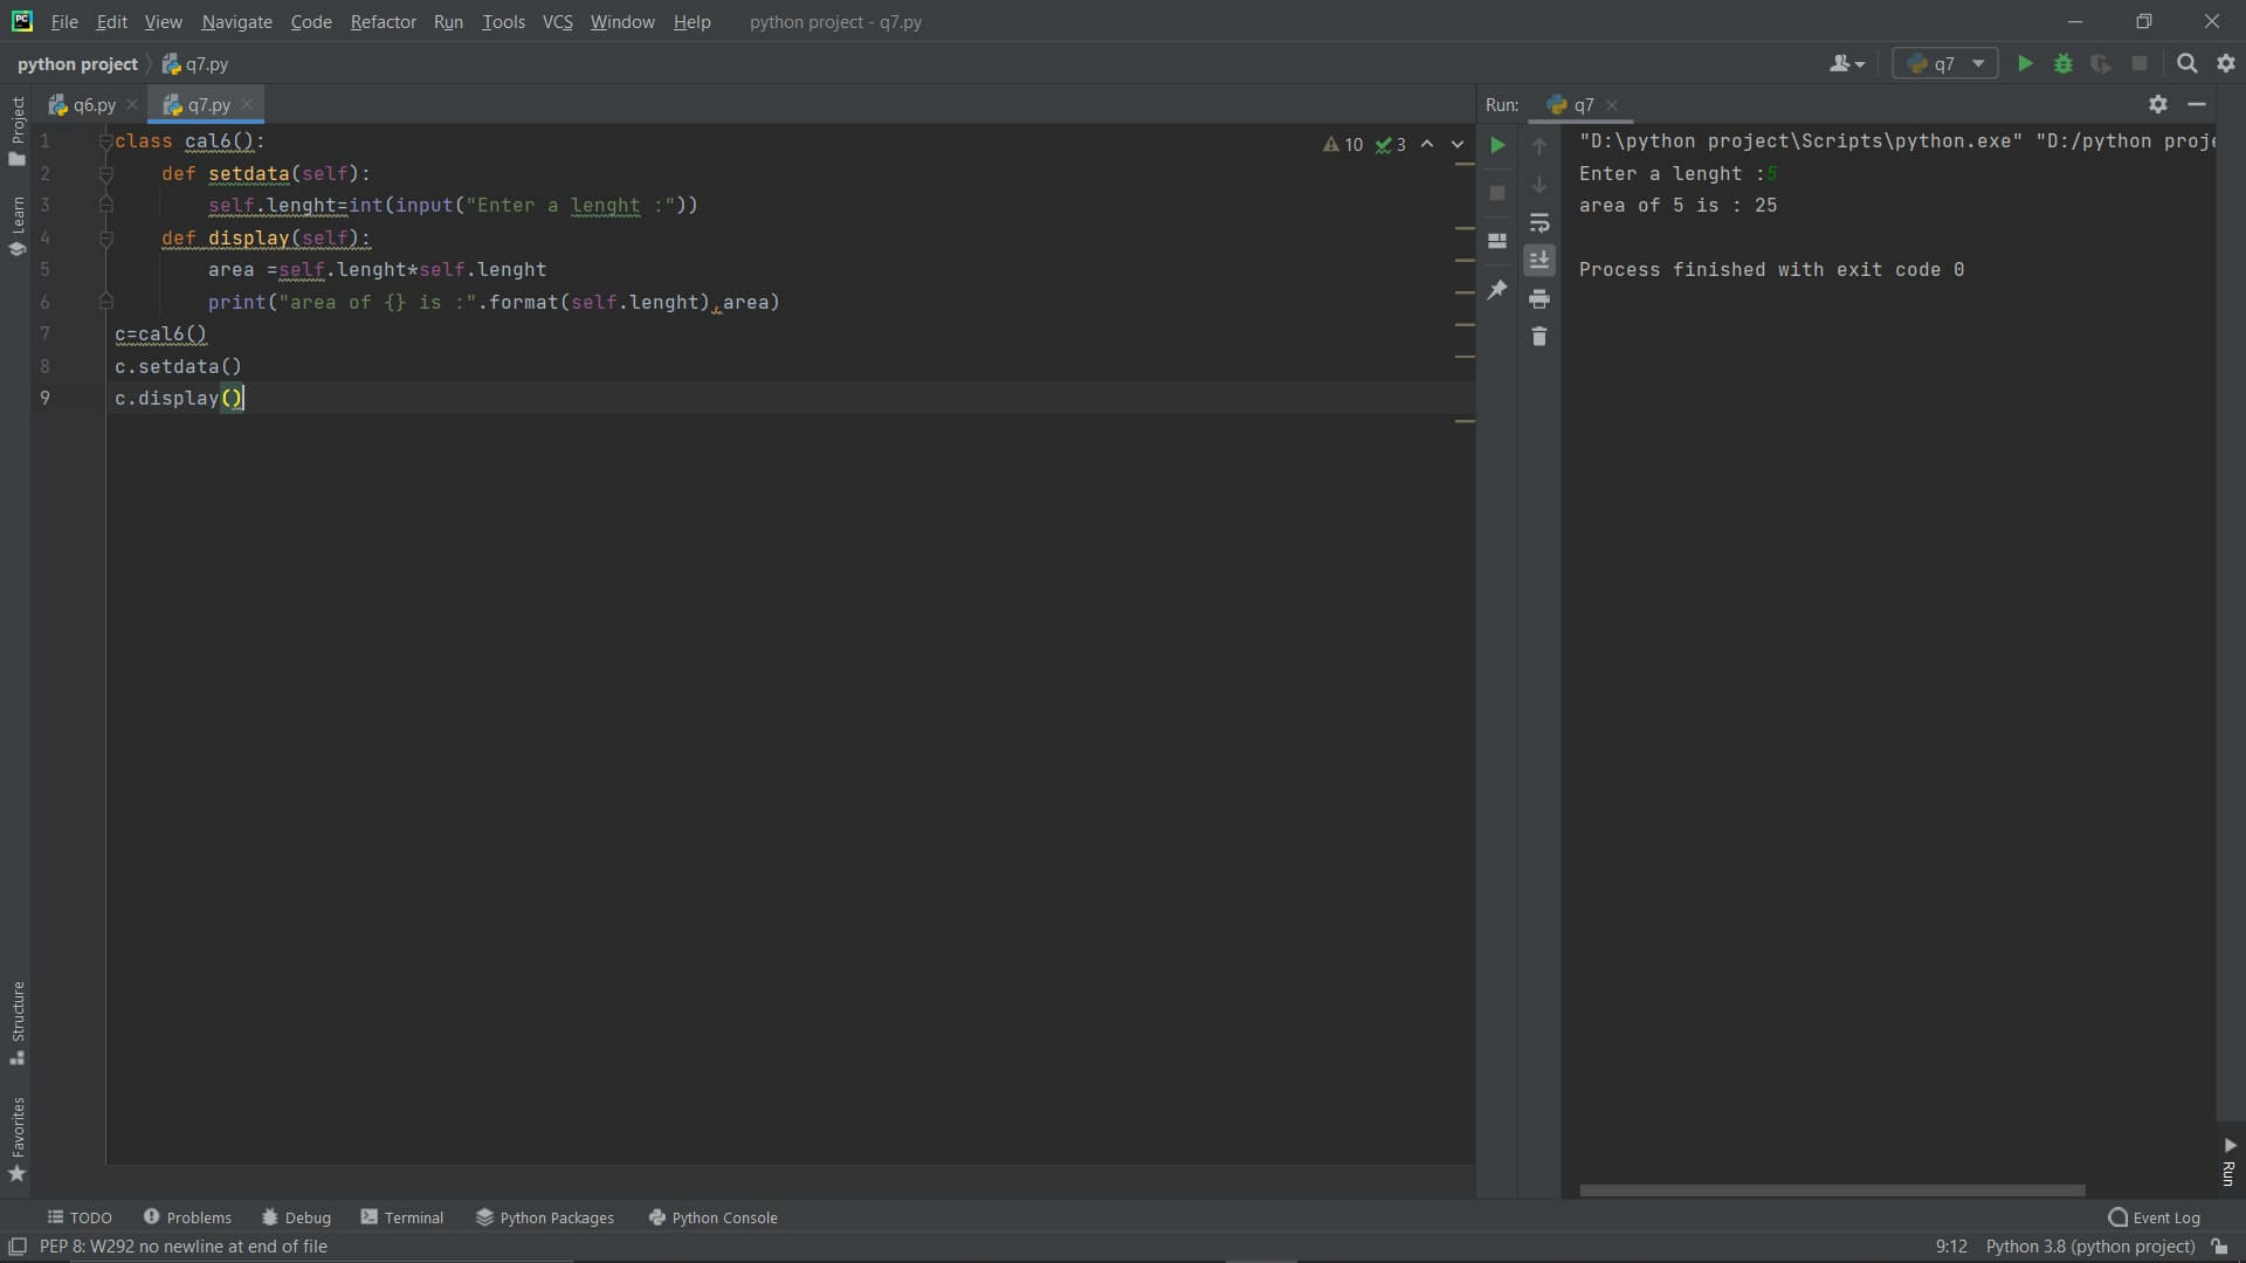 PC File Edit View Navigate Code Refactor Run Tools VCS Window Help python project - q7.py
python project q7.py q7
q6.py q7.py
Run: q7
Project
Learn
Structure
Favorites
10 3
1 class cal6():
2 def setdata(self):
3 self.lenght=int(input("Enter a lenght :"))
4 def display(self):
5 area =self.lenght*self.lenght
6 print("area of {} is :".format(self.lenght),area)
7 c=cal6()
8 c.setdata()
9 c.display()
"D:\python project\Scripts\python.exe" "D:/python proje
Enter a lenght :5
area of 5 is : 25
Process finished with exit code 0
Run
TODO Problems Debug Terminal Python Packages Python Console Event Log
PEP 8: W292 no newline at end of file 9:12 Python 3.8 (python project)